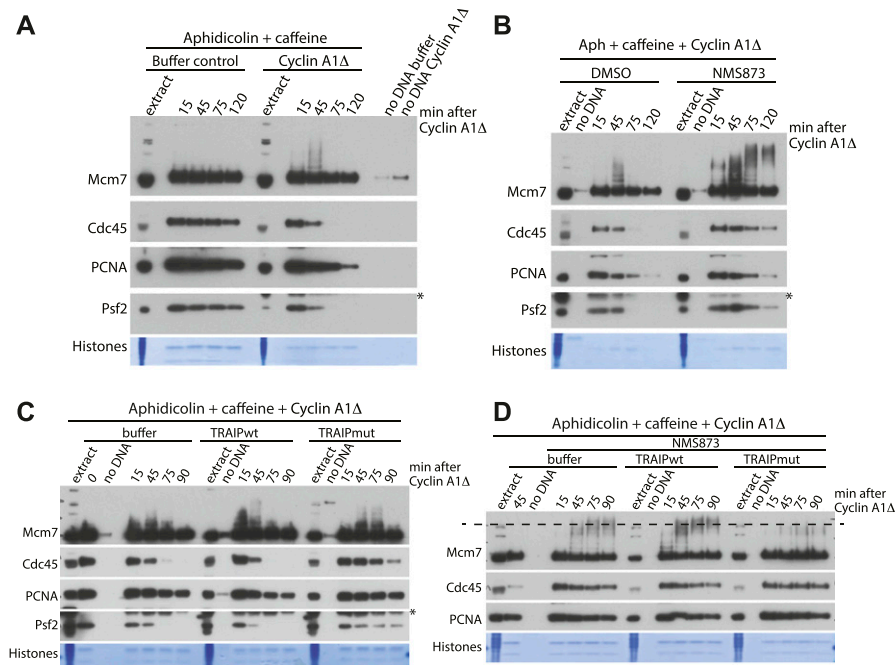 A
Aphidicolin + caffeine
Buffer control
Cyclin A1Δ
extract
15
45
75
120
extract
15
45
75
120
no DNA buffer
no DNA Cyclin A1Δ
min after
Cyclin A1Δ
Mcm7
Cdc45
PCNA
Psf2
*
Histones
B
Aph + caffeine + Cyclin A1Δ
DMSO
NMS873
extract
no DNA
15
45
75
120
extract
no DNA
15
45
75
120
min after
Cyclin A1Δ
Mcm7
Cdc45
PCNA
Psf2
*
Histones
C
Aphidicolin + caffeine + Cyclin A1Δ
buffer
TRAIPwt
TRAIPmut
extract
0
no DNA
15
45
75
90
extract
no DNA
15
45
75
90
extract
no DNA
15
45
75
90
min after
Cyclin A1Δ
Mcm7
Cdc45
PCNA
Psf2
*
Histones
D
Aphidicolin + caffeine + Cyclin A1Δ
NMS873
buffer
TRAIPwt
TRAIPmut
extract
45
no DNA
15
45
75
90
extract
no DNA
15
45
75
90
extract
no DNA
15
45
75
90
min after
Cyclin A1Δ
Mcm7
Cdc45
PCNA
Histones